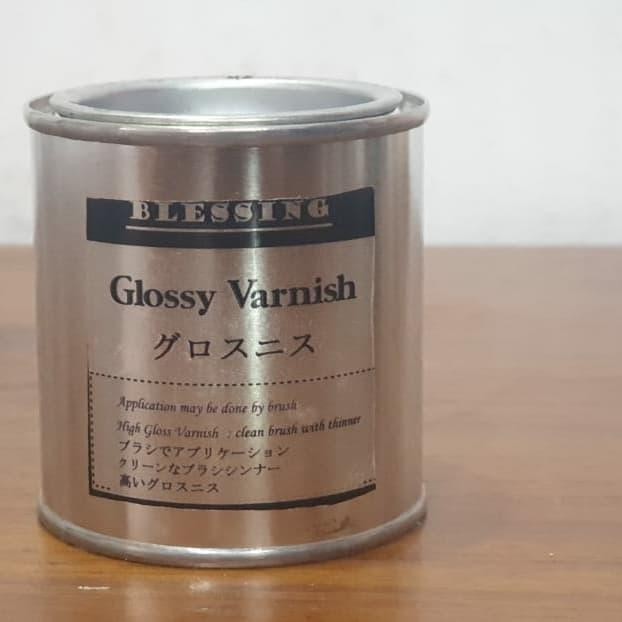 BLESSING
Glossy Varnish
グロスニス
Application may be done by brush
High Gloss Varnish : clean brush with thinner
ブラシでアプリケーション
クリーンなブラシシンナー
高いグロスニス